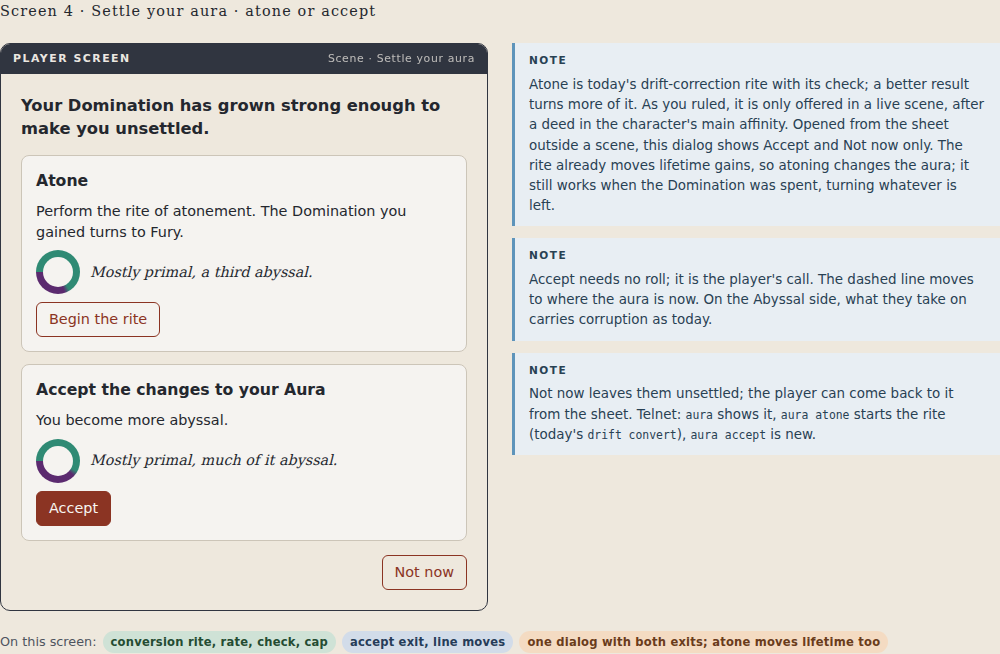 Screen 4 · Settle your aura · atone or accept
PLAYER SCREEN
Scene · Settle your aura
Your Domination has grown strong enough to
make you unsettled.
Atone
Perform the rite of atonement. The Domination you
gained turns to Fury.
Mostly primal, a third abyssal.
Begin the rite
Accept the changes to your Aura
You become more abyssal.
Mostly primal, much of it abyssal.
Accept
Not now
NOTE
Atone is today's drift-correction rite with its check; a better result
turns more of it. As you ruled, it is only offered in a live scene, after
a deed in the character's main affinity. Opened from the sheet
outside a scene, this dialog shows Accept and Not now only. The
rite already moves lifetime gains, so atoning changes the aura; it
still works when the Domination was spent, turning whatever is
left.
NOTE
Accept needs no roll; it is the player's call. The dashed line moves
to where the aura is now. On the Abyssal side, what they take on
carries corruption as today.
NOTE
Not now leaves them unsettled; the player can come back to it
from the sheet. Telnet: aura shows it, aura atone starts the rite
(today's drift convert), aura accept is new.
On this screen: conversion rite, rate, check, cap accept exit, line moves one dialog with both exits; atone moves lifetime too